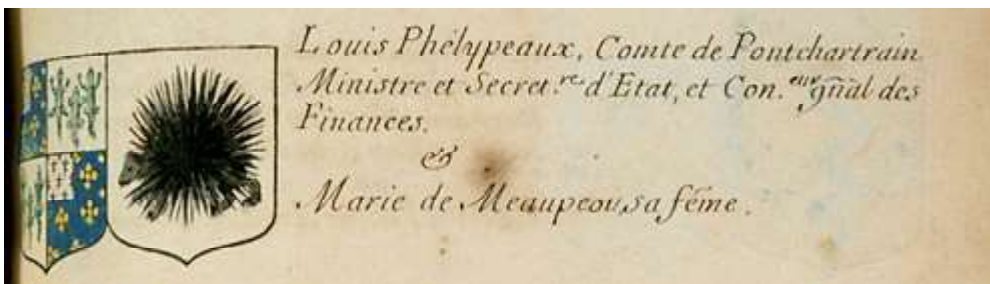 Louis Phélypeaux, Comte de Pontchartrain
Ministre et Secret.re d'Etat, et Con.eur gñal des
Finances.
&
Marie de Meaupeou, sa féme.